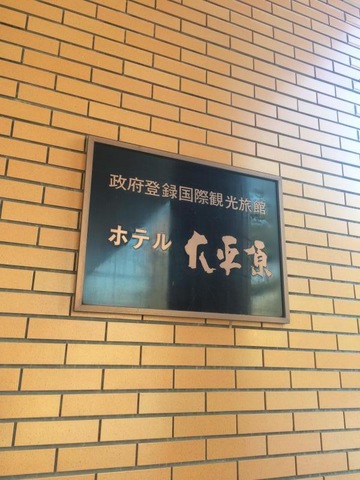 政府登録国際観光旅館
ホテル 大平原